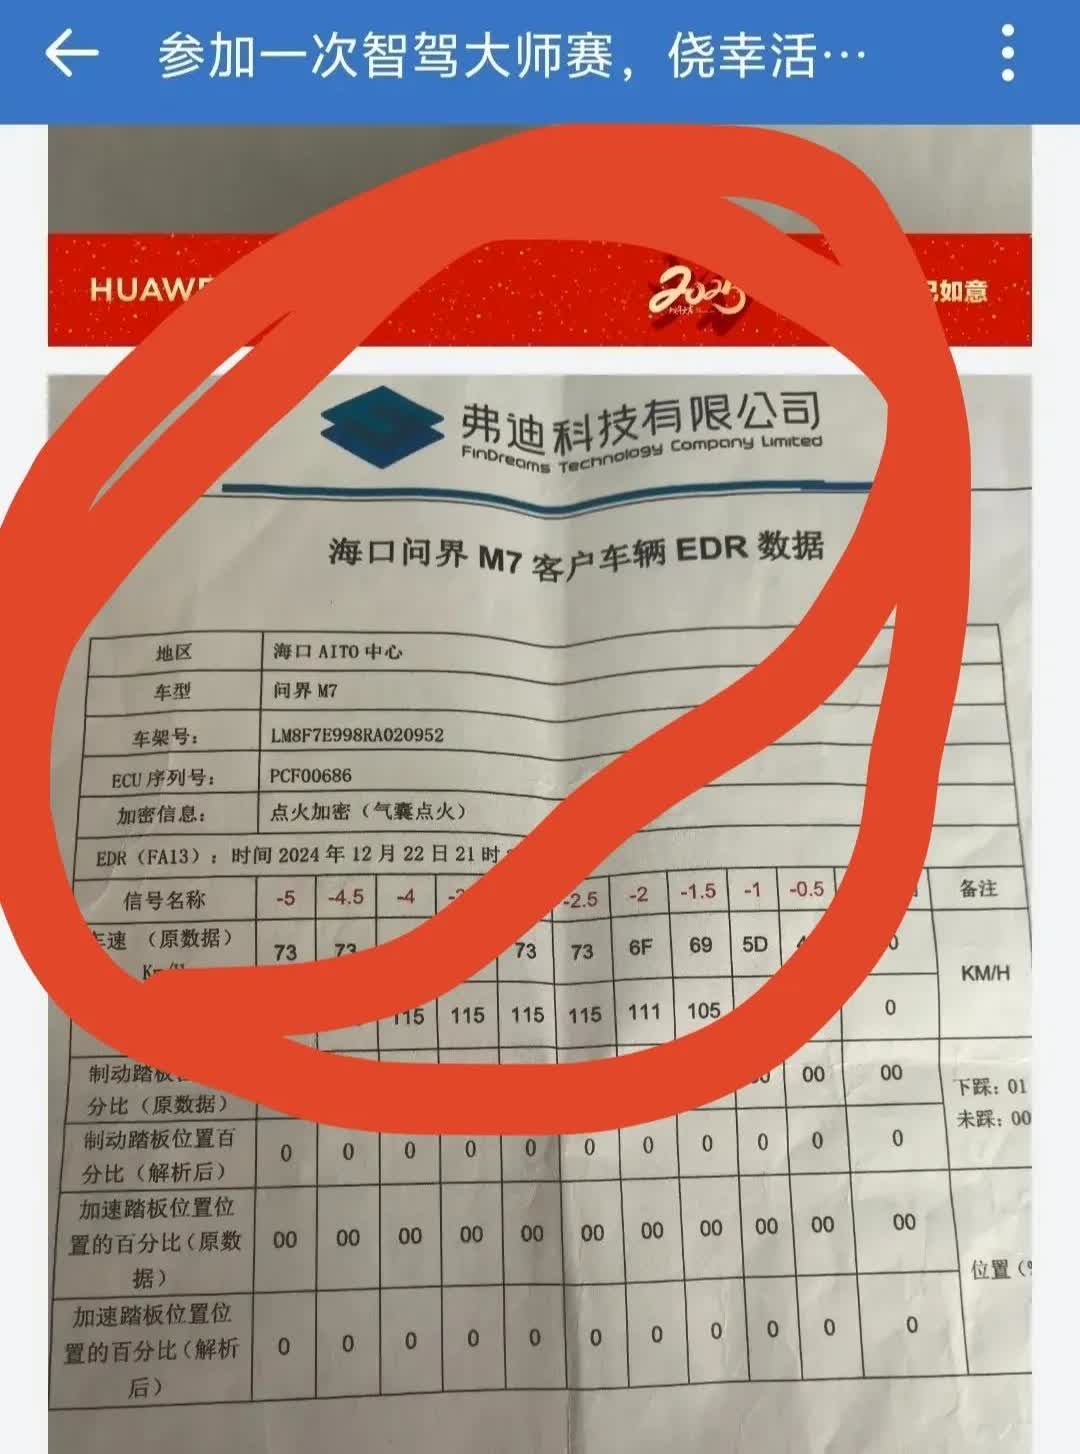 参加一次智驾大师赛，侥幸活…
HUAWE
2025
如意
弗迪科技有限公司
FinDreams Technology Company Limited
海口问界 M7 客户车辆 EDR 数据
地区 海口 AITO 中心
车型 问界 M7
车架号： LM8F7E998RA020952
ECU 序列号： PCF00686
加密信息： 点火加密（气囊点火）
EDR（FA13）：时间 2024 年 12 月 22 日 21 时
信号名称 -5 -4.5 -4 -2.5 -2 -1.5 -1 -0.5 备注
车速 （原数据） 73 73 73 73 6F 69 5D KM/H
115 115 115 115 111 105 0
制动踏板 00 00 下踩：01
分比（原数据） 未踩：00
制动踏板位置百 0 0 0 0 0 0 0 0 0 0 0
分比（解析后）
加速踏板位置位
置的百分比（原数 00 00 00 00 00 00 00 00 00 00 00 位置（%
据）
加速踏板位置位
置的百分比（解析 0 0 0 0 0 0 0 0 0 0 0
后）